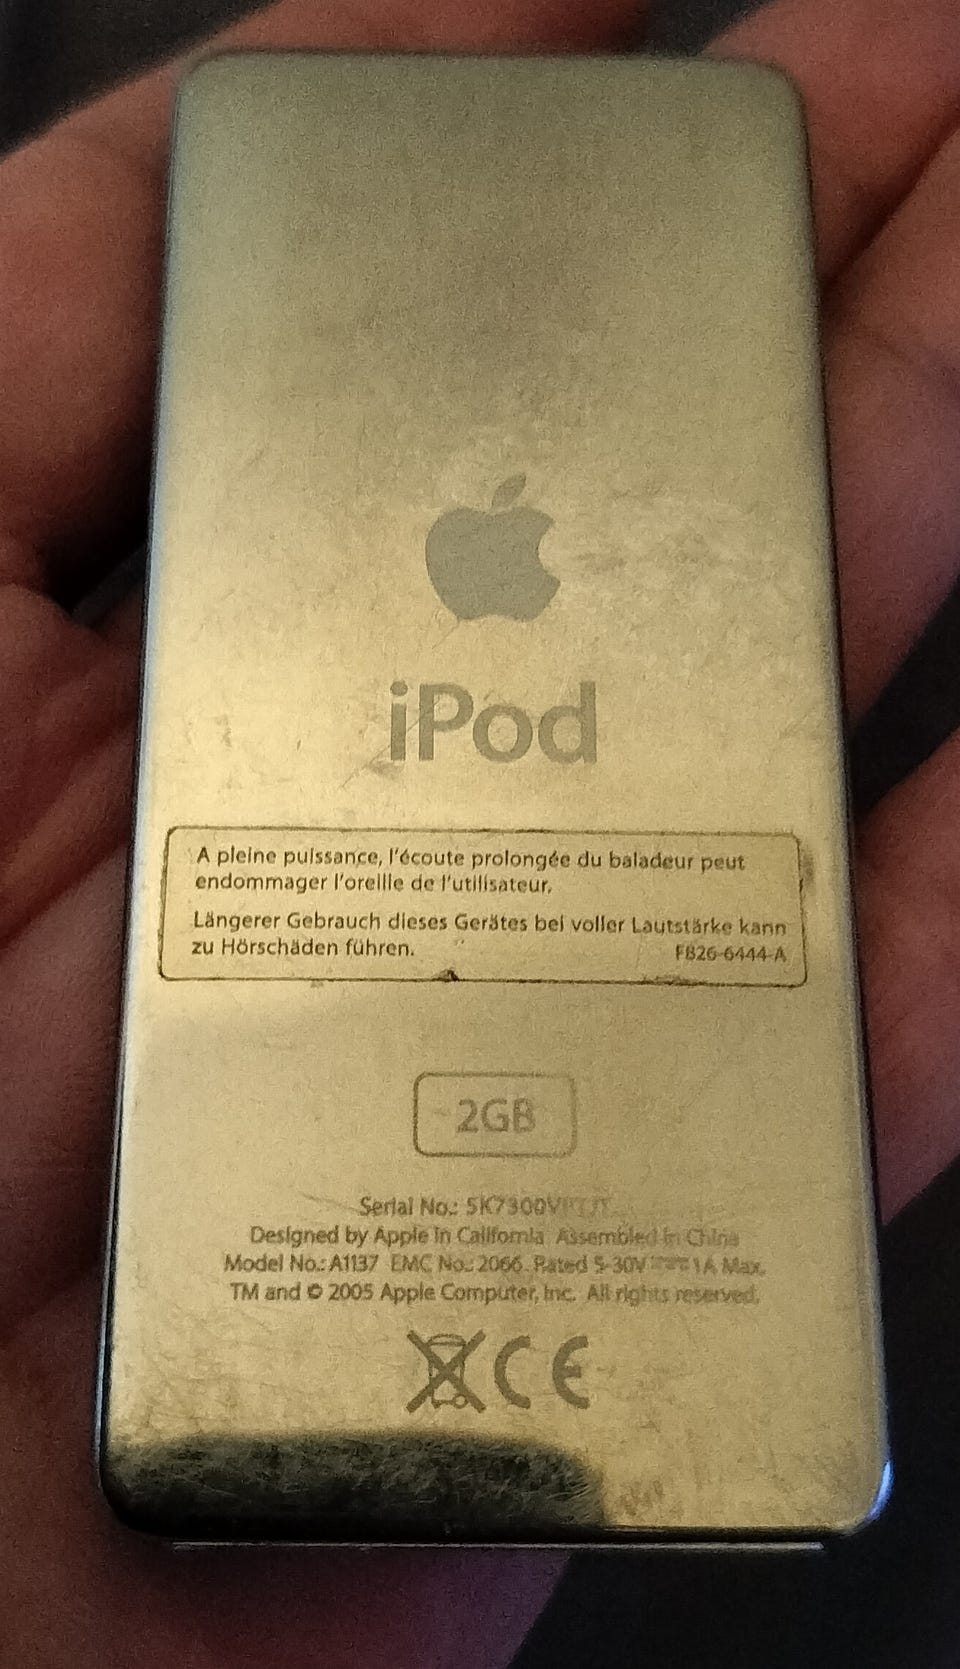 iPod
A pleine puissance, l'écoute prolongée du baladeur peut
endommager l'oreille de l'utilisateur.
Längerer Gebrauch dieses Gerätes bei voller Lautstärke kann
zu Hörschäden führen.
FB26-6444-A
2GB
Serial No.:
Designed by Apple in California Assembled in China
Model No.: A1137 EMC No.: 2066 Rated 5-30V 1A Max.
TM and © 2005 Apple Computer, Inc. All rights reserved.
CE